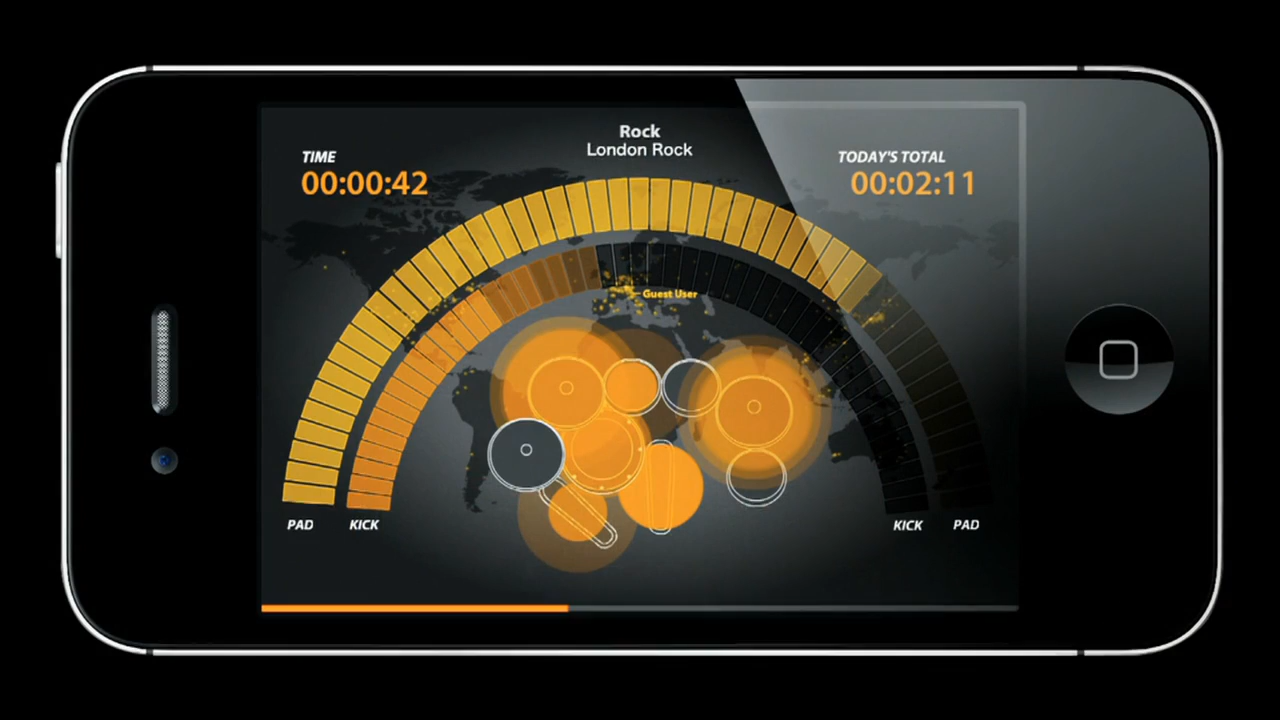 Rock
London Rock
TIME
00:00:42
TODAY'S TOTAL
00:02:11
Guest User
PAD
KICK
KICK
PAD